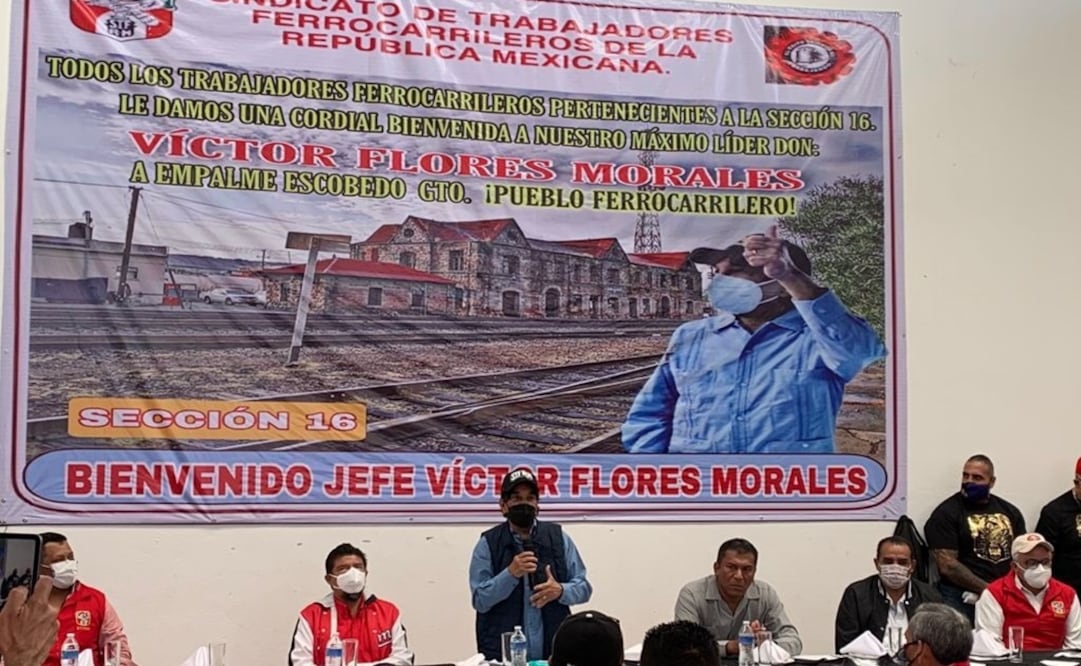 SINDICATO DE TRABAJADORES
FERROCARRILEROS DE LA
REPÚBLICA MEXICANA.
TODOS LOS TRABAJADORES FERROCARRILEROS PERTENECIENTES A LA SECCIÓN 16.
LE DAMOS UNA CORDIAL BIENVENIDA A NUESTRO MÁXIMO LÍDER DON:
VÍCTOR FLORES MORALES
A EMPALME ESCOBEDO GTO. ¡PUEBLO FERROCARRILERO!
SECCIÓN 16
BIENVENIDO JEFE VÍCTOR FLORES MORALES